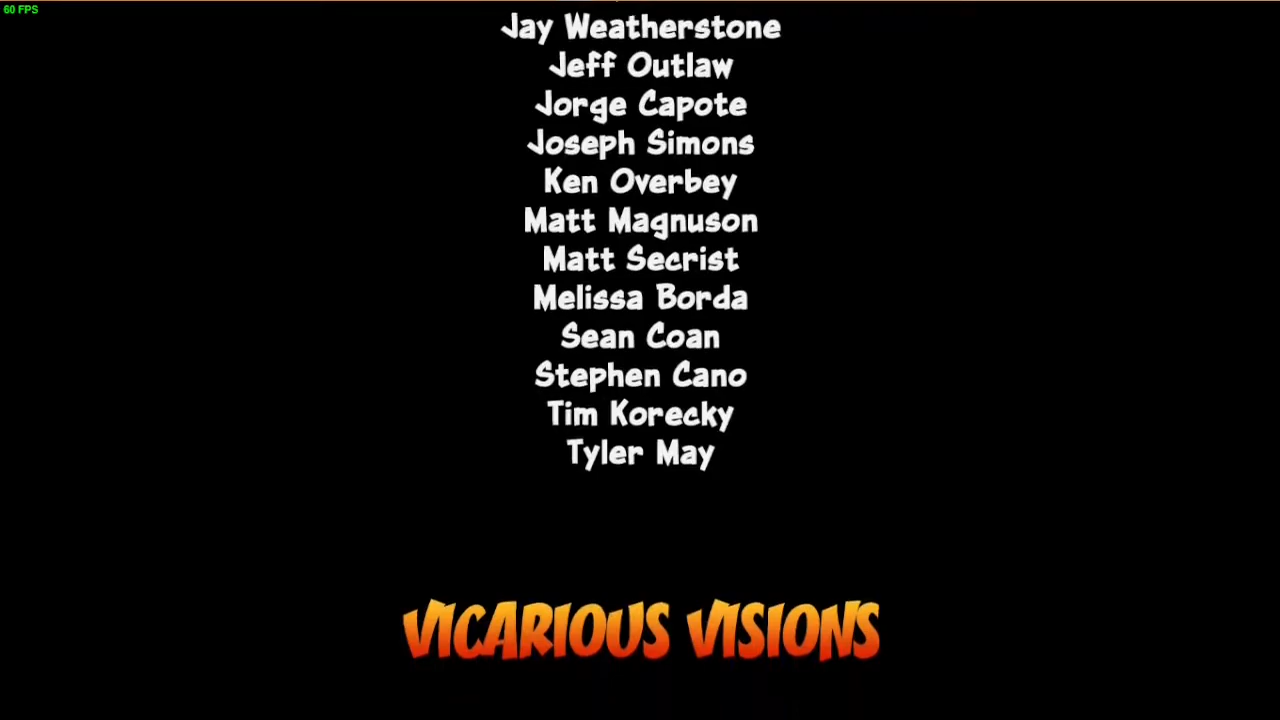 60 FPS
Jay Weatherstone
Jeff Outlaw
Jorge Capote
Joseph Simons
Ken Overbey
Matt Magnuson
Matt Secrist
Melissa Borda
Sean Coan
Stephen Cano
Tim Korecky
Tyler May
VICARIOUS VISIONS